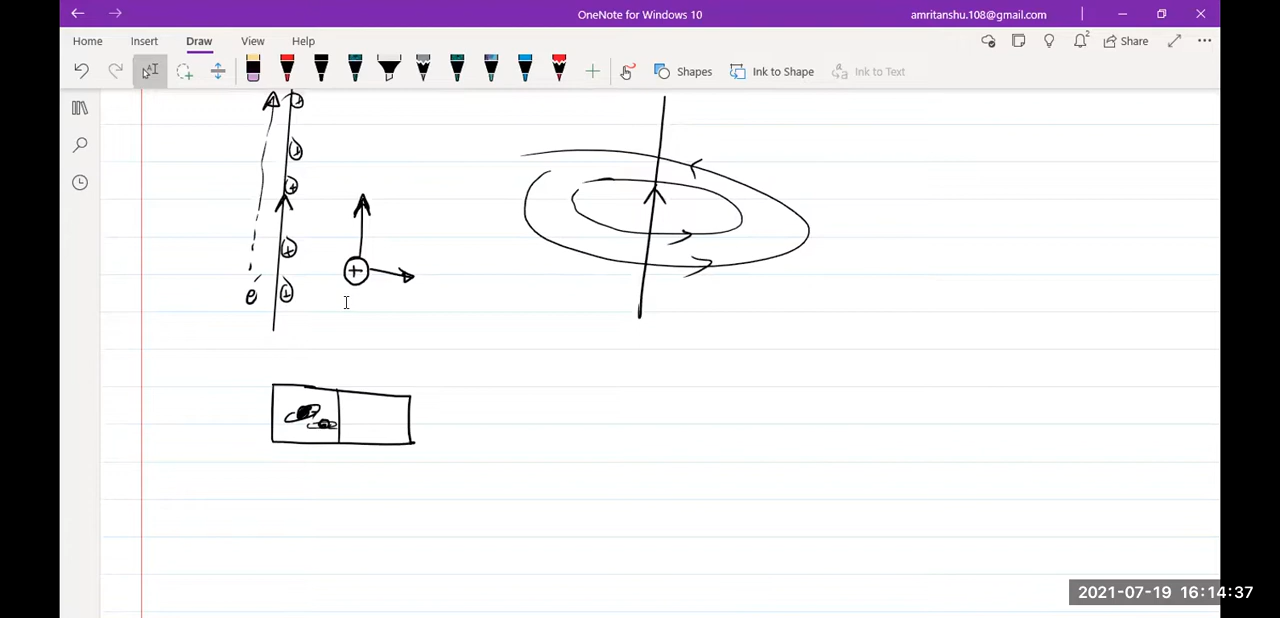 OneNote for Windows 10
amritanshu.108@gmail.com
Home Insert Draw View Help
2 Share
Shapes Ink to Shape Ink to Text
+ + + + + +
e
2021-07-19 16:14:37